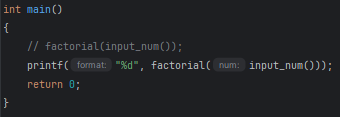 int main()
{
// factorial(input_num());
printf( format: "%d", factorial( num: input_num()));
return 0;
}